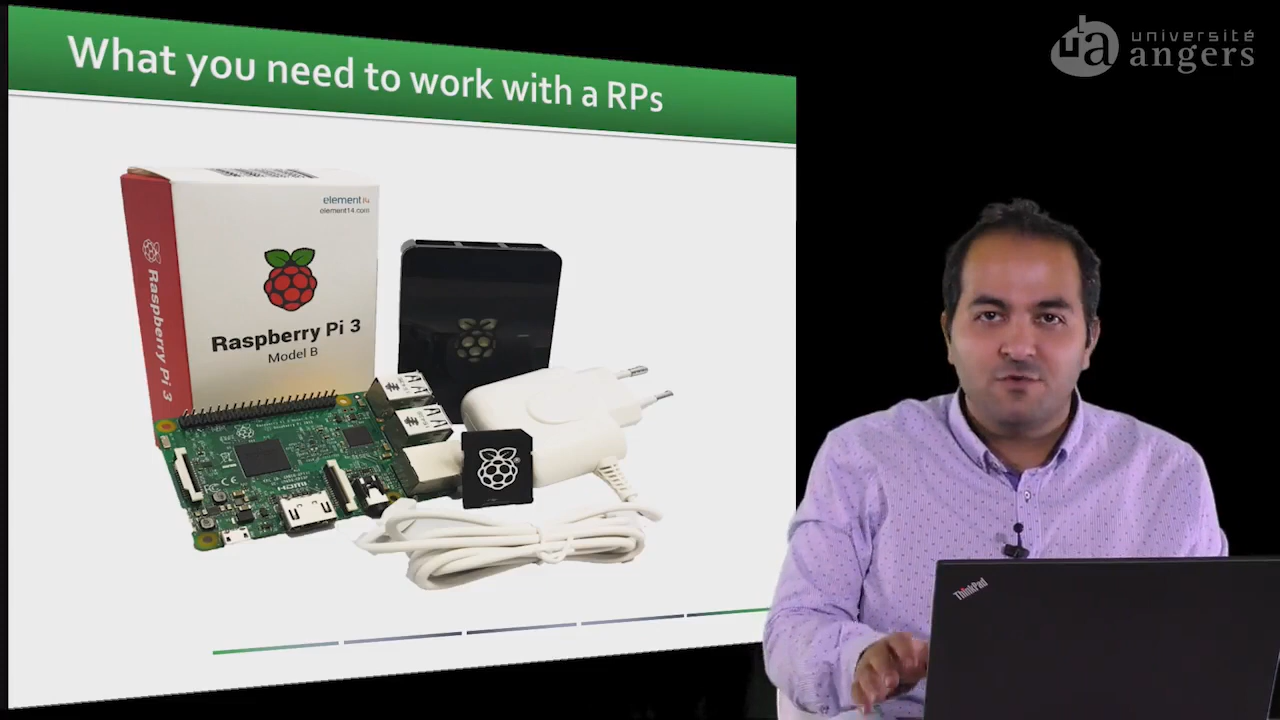 What you need to work with a RPs
université
angers
element14
element14.com
Raspberry Pi 3
Raspberry Pi 3
Model B
HDMI
ThinkPad